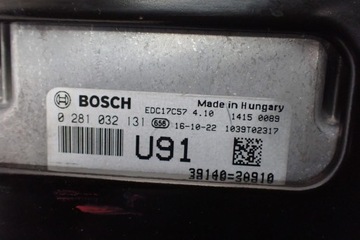 BOSCH EDC17C57 4.10 Made in Hungary 1415 0089
0 281 032 131 656 16-10-22 1039T02317
U91
39140-2A910